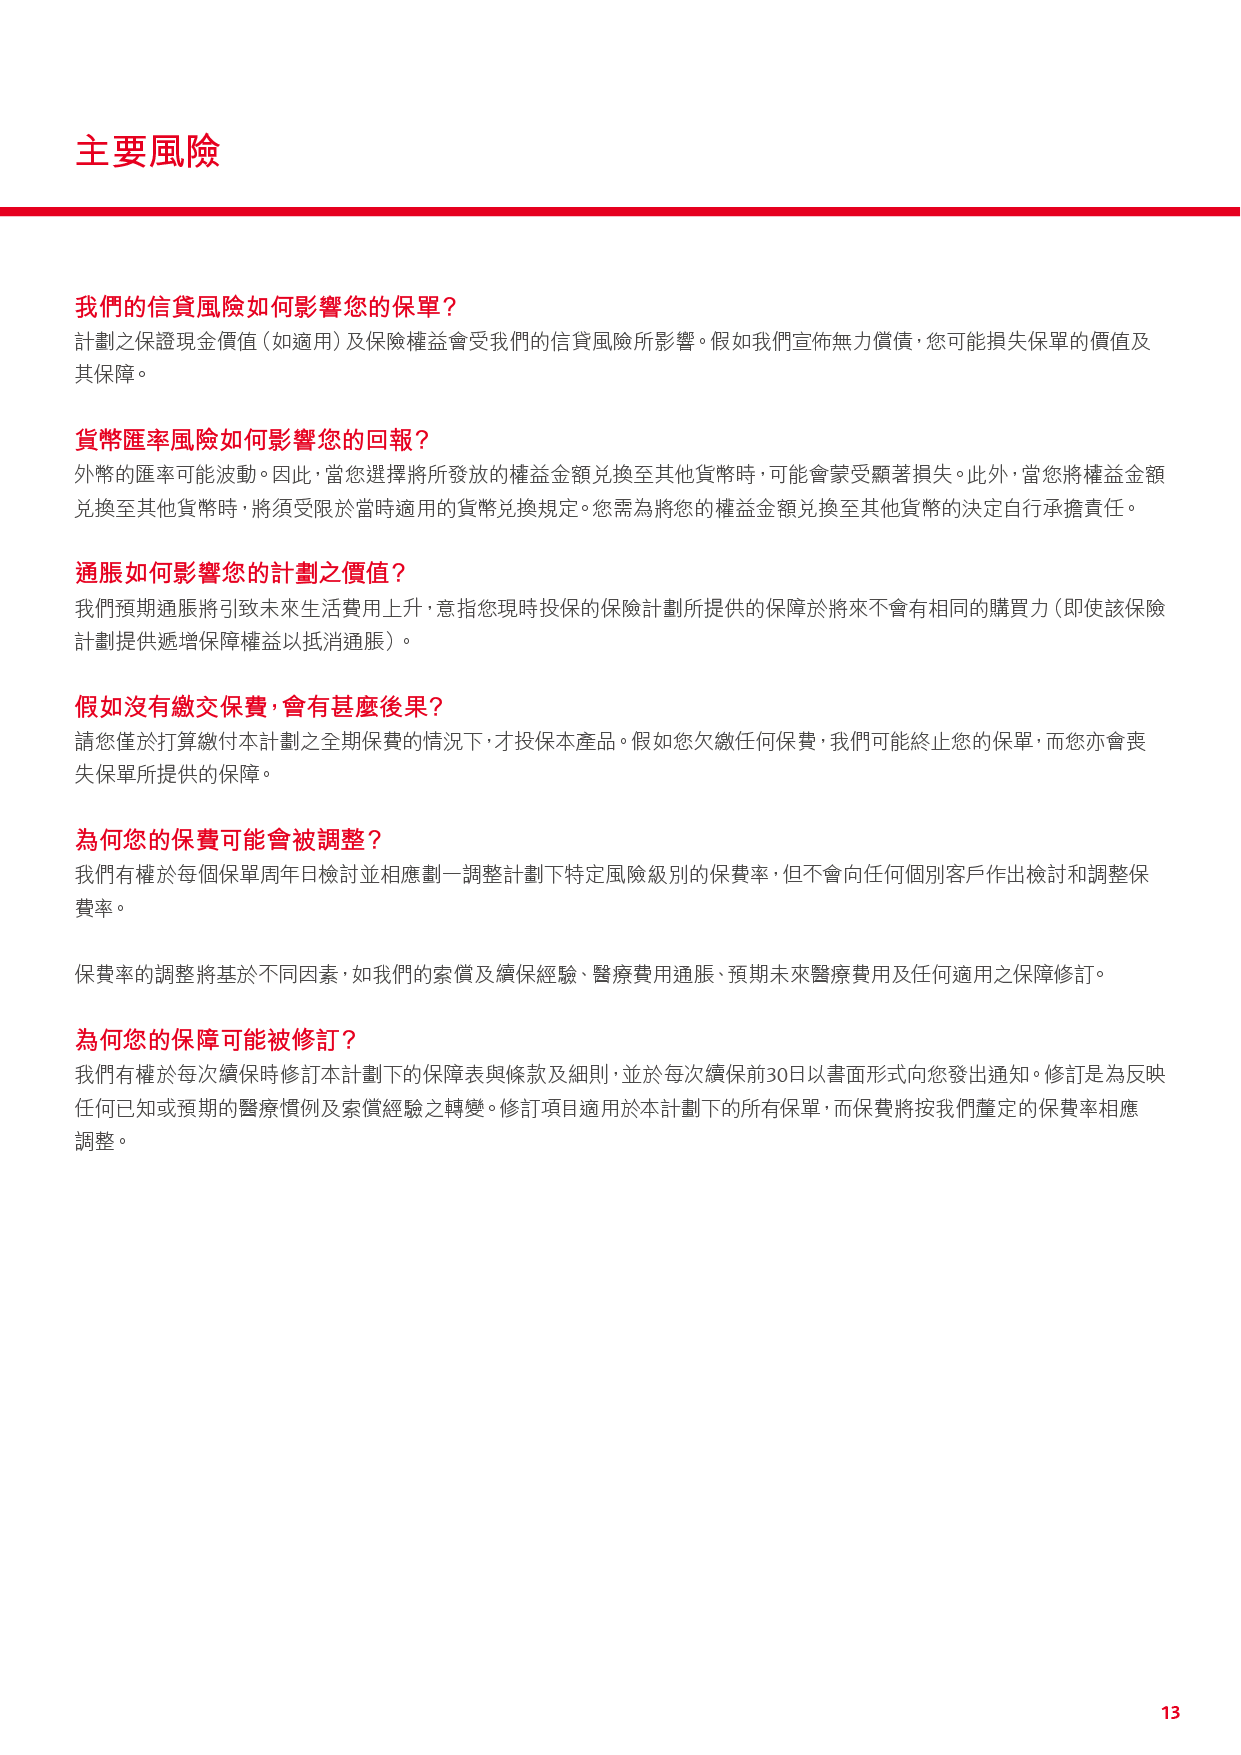 主要風險
我們的信貸風險如何影響您的保單？
計劃之保證現金價值（如適用）及保險權益會受我們的信貸風險所影響。假如我們宣佈無力償債，您可能損失保單的價值及
其保障。
貨幣匯率風險如何影響您的回報？
外幣的匯率可能波動。因此，當您選擇將所發放的權益金額兌換至其他貨幣時，可能會蒙受顯著損失。此外，當您將權益金額
兌換至其他貨幣時，將須受限於當時適用的貨幣兌換規定。您需為將您的權益金額兌換至其他貨幣的決定自行承擔責任。
通脹如何影響您的計劃之價值？
我們預期通脹將引致未來生活費用上升，意指您現時投保的保險計劃所提供的保障於將來不會有相同的購買力（即使該保險
計劃提供遞增保障權益以抵消通脹）。
假如沒有繳交保費，會有甚麼後果？
請您僅於打算繳付本計劃之全期保費的情況下，才投保本產品。假如您欠繳任何保費，我們可能終止您的保單，而您亦會喪
失保單所提供的保障。
為何您的保費可能會被調整？
我們有權於每個保單周年日檢討並相應劃一調整計劃下特定風險級別的保費率，但不會向任何個別客戶作出檢討和調整保
費率。
保費率的調整將基於不同因素，如我們的索償及續保經驗、醫療費用通脹、預期未來醫療費用及任何適用之保障修訂。
為何您的保障可能被修訂？
我們有權於每次續保時修訂本計劃下的保障表與條款及細則，並於每次續保前30日以書面形式向您發出通知。修訂是為反映
任何已知或預期的醫療慣例及索償經驗之轉變。修訂項目適用於本計劃下的所有保單，而保費將按我們釐定的保費率相應
調整。
13